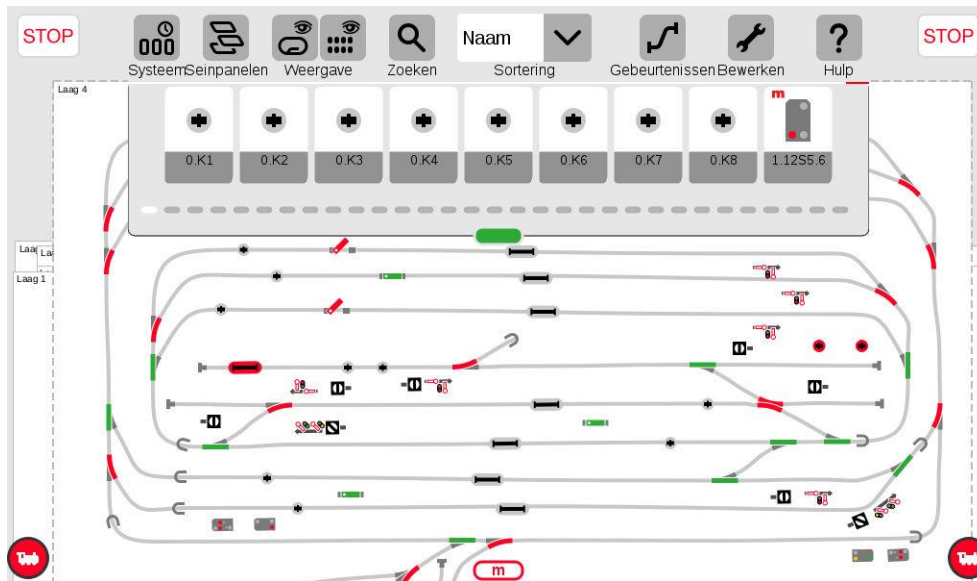 STOP
Systeem
Seinpanelen
Weergave
Zoeken
Naam
Sortering
Gebeurtenissen
Bewerken
Hulp
STOP
Laag 4
m
0.K1
0.K2
0.K3
0.K4
0.K5
0.K6
0.K7
0.K8
1.12S5.6
Laag 1
m